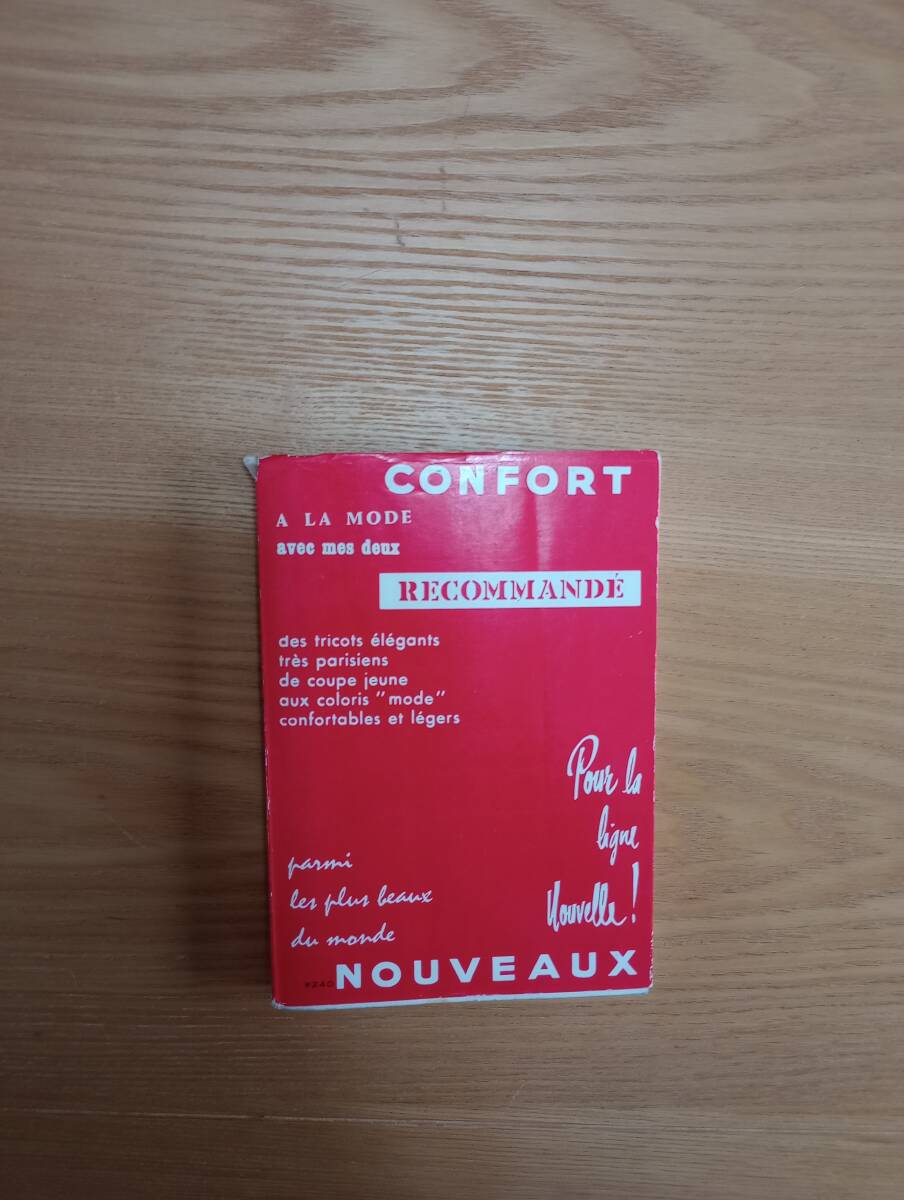 CONFORT
A LA MODE
avec mes deux
RECOMMANDÉ
des tricots élégants
très parisiens
de coupe jeune
aux coloris "mode"
confortables et légers
Pour la
ligne
Nouvelle!
parmi
les plus beaux
du monde
NOUVEAUX